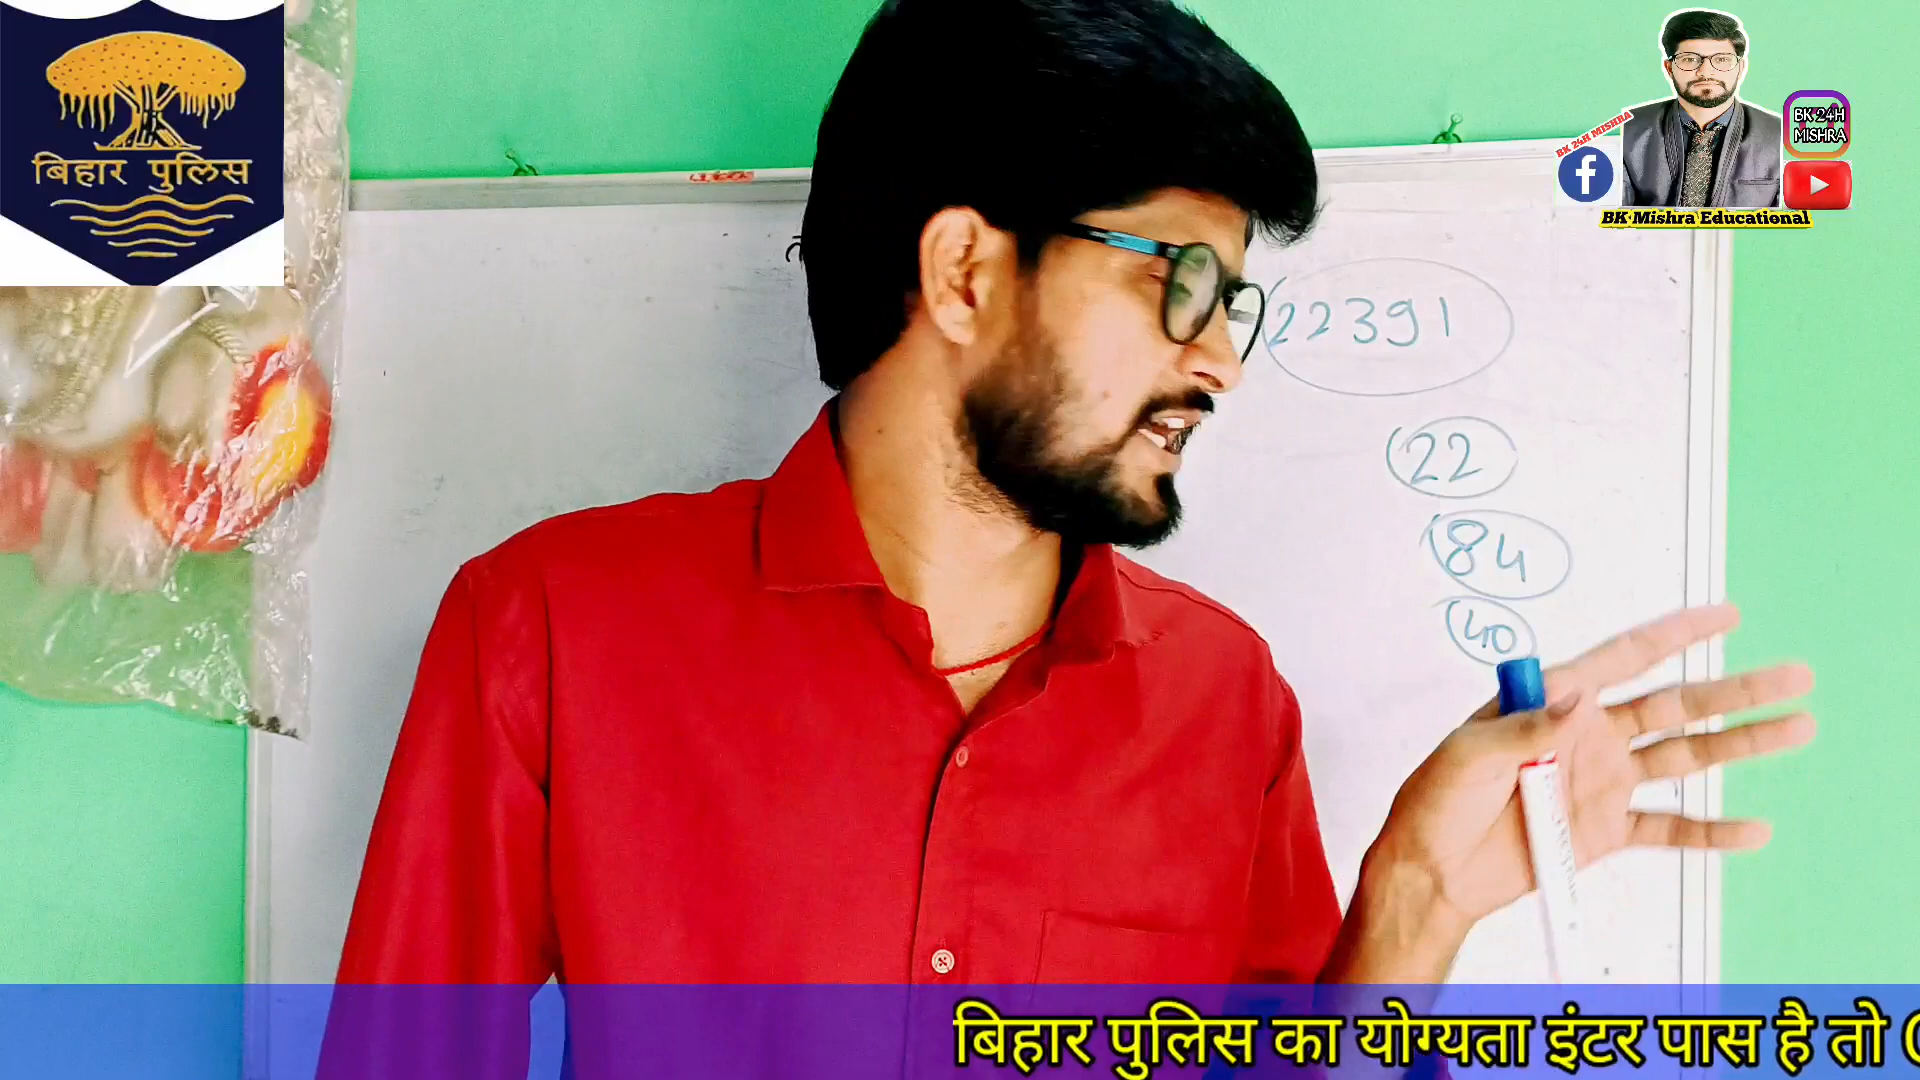 बिहार पुलिस
BK 24H MISHRA
BK 24H
MISHRA
BK Mishra Educational
22391
22
84
40
बिहार पुलिस का योग्यता इंटर पास है तो